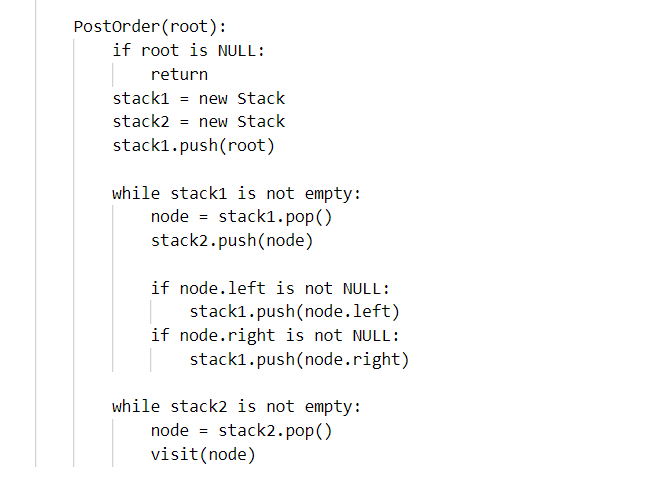 PostOrder(root):
    if root is NULL:
        return
    stack1 = new Stack
    stack2 = new Stack
    stack1.push(root)

    while stack1 is not empty:
        node = stack1.pop()
        stack2.push(node)

        if node.left is not NULL:
            stack1.push(node.left)
        if node.right is not NULL:
            stack1.push(node.right)

    while stack2 is not empty:
        node = stack2.pop()
        visit(node)